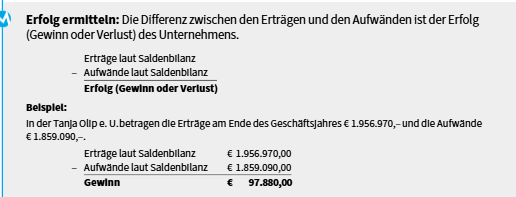 Erfolg ermitteln: Die Differenz zwischen den Erträgen und den Aufwänden ist der Erfolg
(Gewinn oder Verlust) des Unternehmens.
Erträge laut Saldenbilanz
– Aufwände laut Saldenbilanz
Erfolg (Gewinn oder Verlust)
Beispiel:
In der Tanja Olip e. U. betragen die Erträge am Ende des Geschäftsjahres € 1.956.970,– und die Aufwände
€ 1.859.090,–.
Erträge laut Saldenbilanz € 1.956.970,00
– Aufwände laut Saldenbilanz € 1.859.090,00
Gewinn € 97.880,00